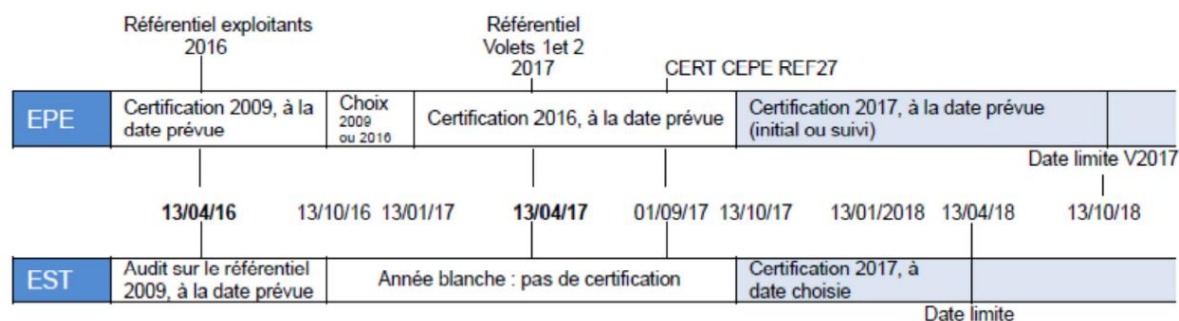 Référentiel exploitants
2016
Référentiel
Volets 1et 2
2017
CERT CEPE REF27
EPE
Certification 2009, à la
date prévue
Choix
2009
ou 2016
Certification 2016, à la date prévue
Certification 2017, à la date prévue
(initial ou suivi)
Date limite V2017
13/04/16
13/10/16
13/01/17
13/04/17
01/09/17
13/10/17
13/01/2018
13/04/18
13/10/18
EST
Audit sur le référentiel
2009, à la date prévue
Année blanche : pas de certification
Certification 2017, à
date choisie
Date limite